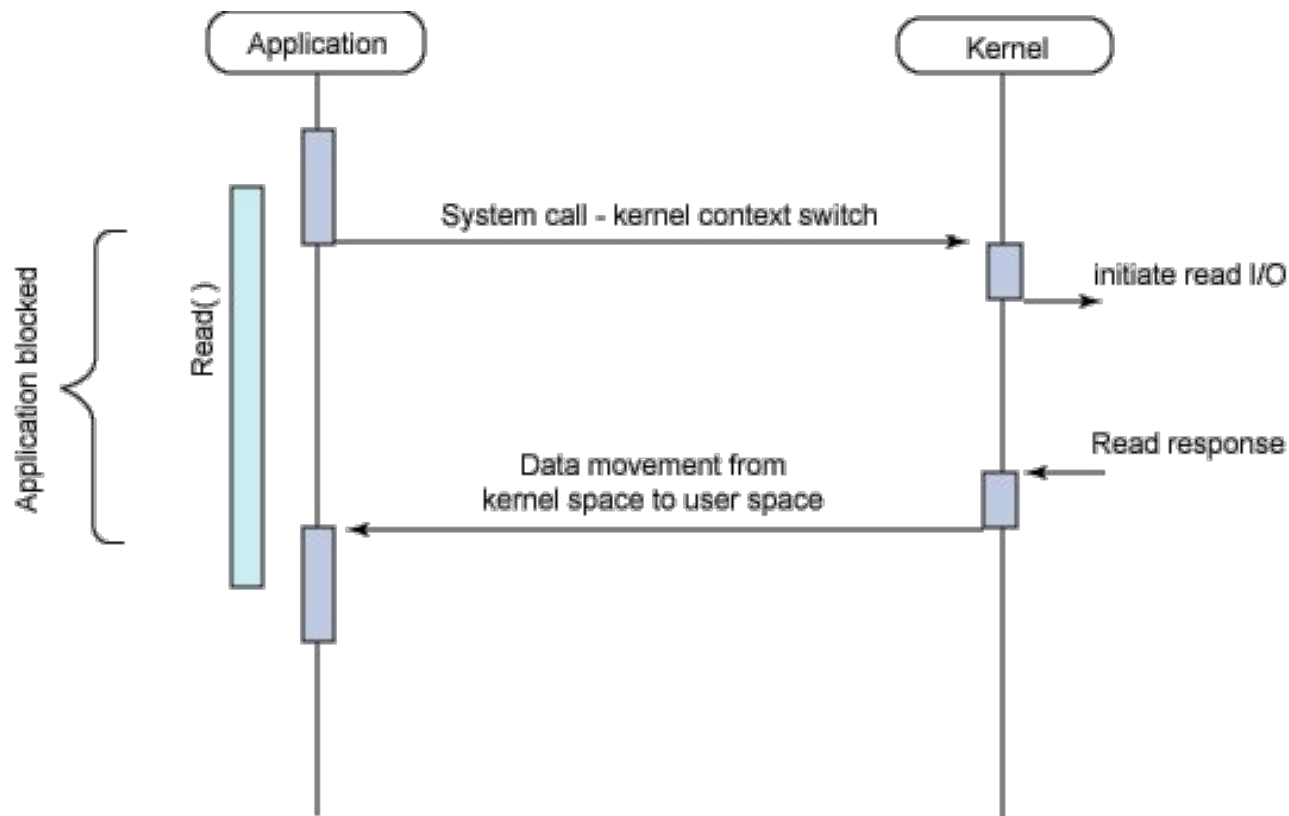 Application
Kernel
System call - kernel context switch
initiate read I/O
Application blocked
Read( )
Read response
Data movement from
kernel space to user space